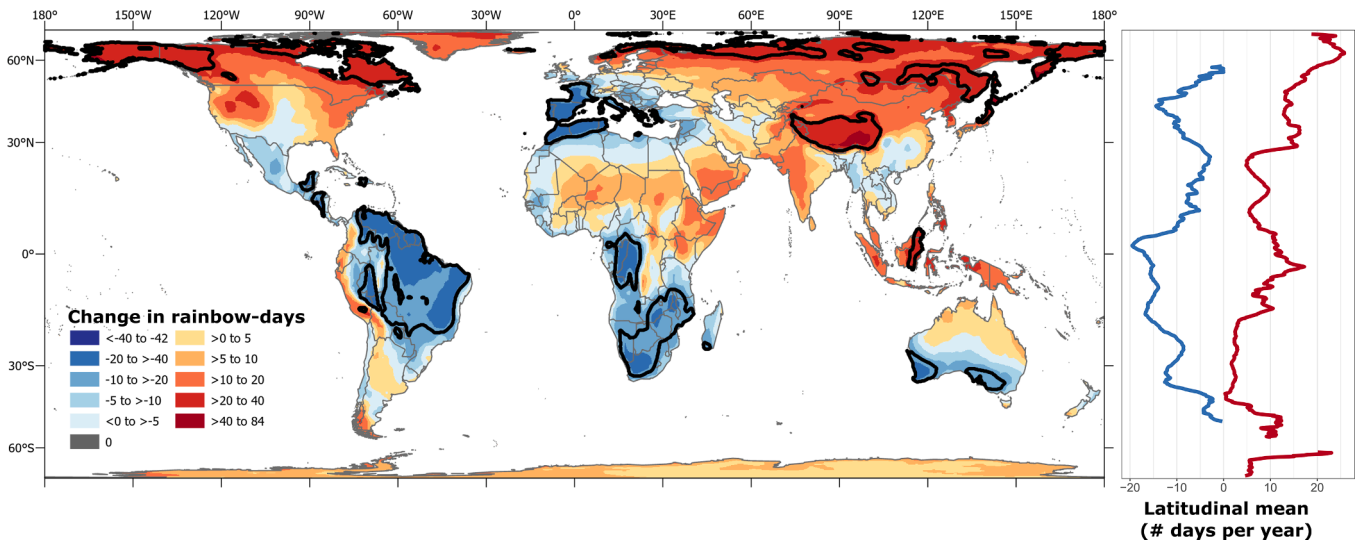 180° 150°W 120°W 90°W 60°W 30°W 0° 30°E 60°E 90°E 120°E 150°E 180°
60°N
30°N
0°
30°S
60°S
Change in rainbow-days
<-40 to -42 >0 to 5
-20 to >-40 >5 to 10
-10 to >-20 >10 to 20
-5 to >-10 >20 to 40
<0 to >-5 >40 to 84
0
−20 −10 0 10 20
Latitudinal mean
(# days per year)